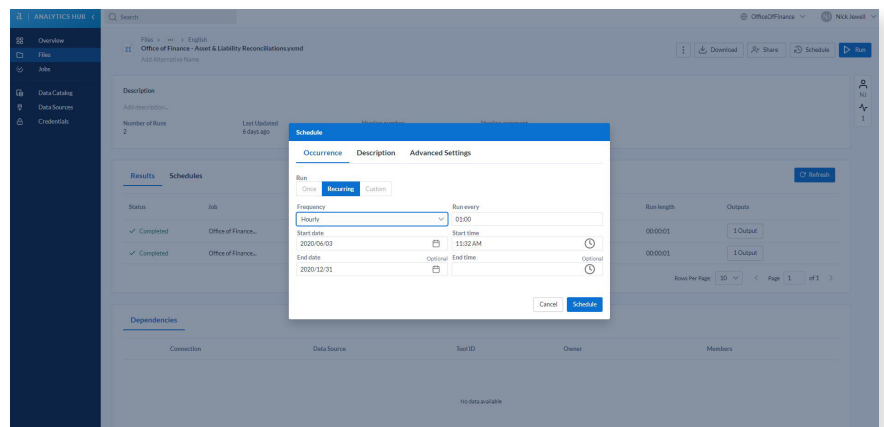 ANALYTICS HUB
Search
OfficeOfFinance
NJ
Nick Jewell
Overview
Files
Jobs
Data Catalog
Data Sources
Credentials
Files > ... > English
Office of Finance - Asset & Liability Reconciliations.yxmd
Add Alternative Name
Download
Share
Schedule
Run
Description
Add description...
NJ
1
Number of Runs
2
Last Updated
6 days ago
Schedule
Occurrence Description Advanced Settings
Run
Once Recurring Custom
Frequency Run every
Hourly 01:00
Start date Start time
2020/06/03 11:32 AM
End date Optional End time Optional
2020/12/31
Cancel Schedule
Results Schedules
Refresh
Status Job Run length Outputs
Completed Office of Finance... 00:00:01 1 Output
Completed Office of Finance... 00:00:01 1 Output
Rows Per Page: 10 < Page 1 of 1 >
Dependencies
Connection Data Source Tool ID Owner Members
No data available